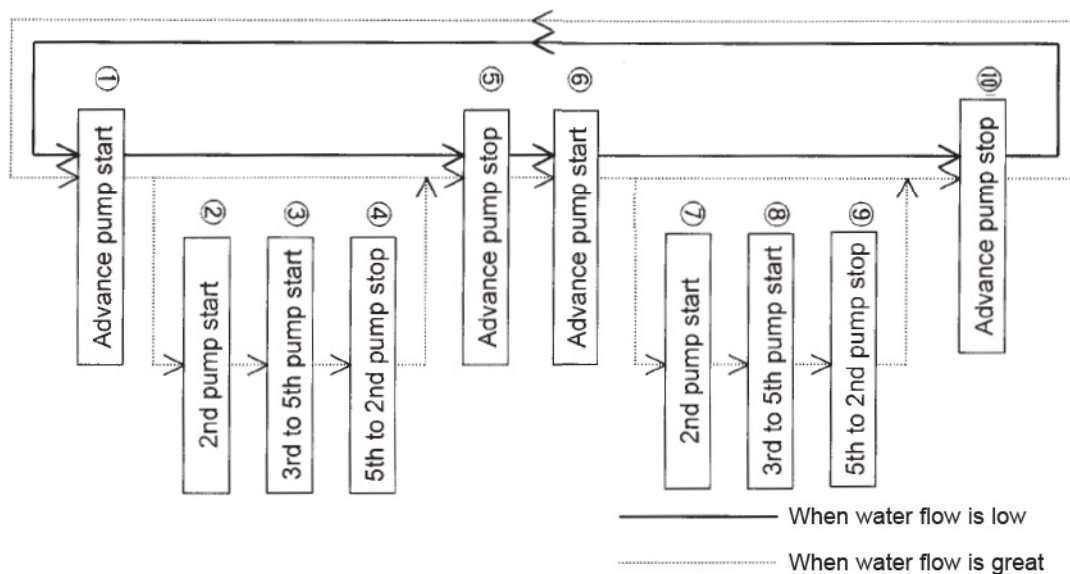 ①
Advance pump start
②
2nd pump start
③
3rd to 5th pump start
④
5th to 2nd pump stop
⑤
Advance pump stop
⑥
Advance pump start
⑦
2nd pump start
⑧
3rd to 5th pump start
⑨
5th to 2nd pump stop
⑩
Advance pump stop
When water flow is low
When water flow is great